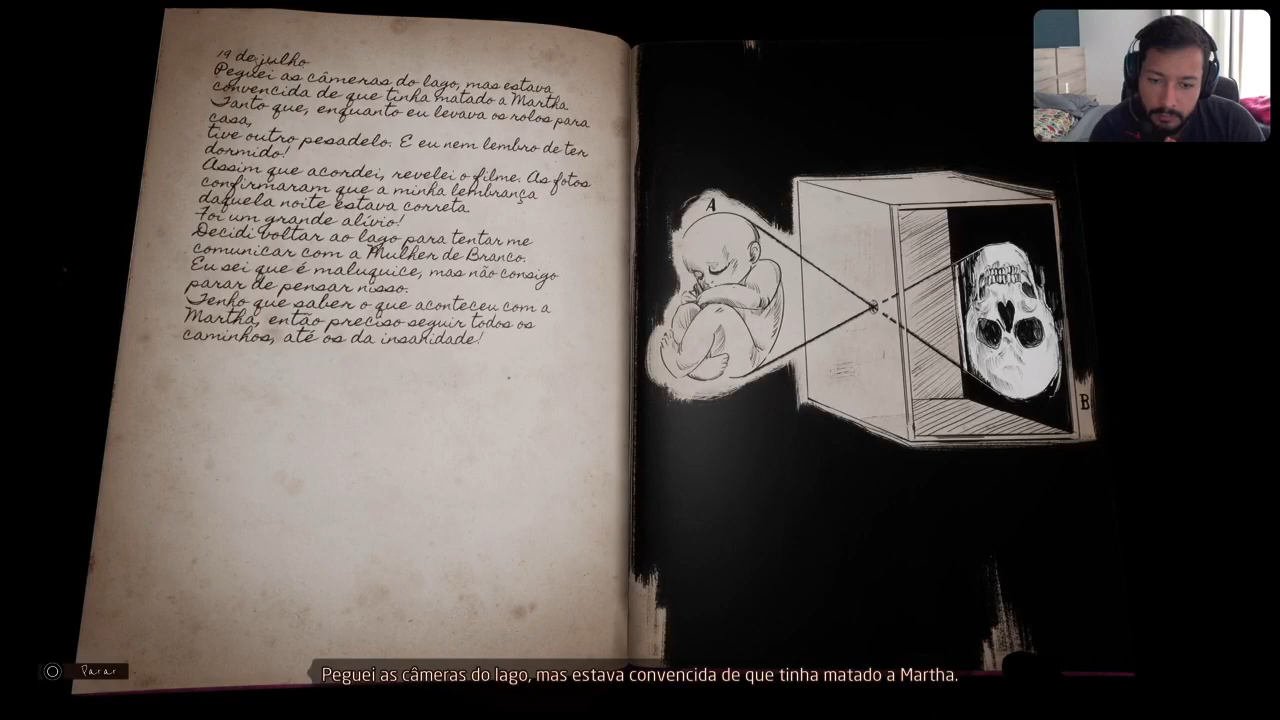 19 de julho
Peguei as câmeras do lago, mas estava
convencida de que tinha matado a Martha.
Tanto que, enquanto eu levava os rolos para
casa,
tive outro pesadelo. E eu nem lembro de ter
dormido!
Assim que acordei, revelei o filme. As fotos
confirmaram que a minha lembrança
daquela noite estava correta.
Foi um grande alívio!
Decidi voltar ao lago para tentar me
comunicar com a Mulher de Branco.
Eu sei que é maluquice, mas não consigo
parar de pensar nisso.
Tenho que saber o que aconteceu com a
Martha, então preciso seguir todos os
caminhos, até os da insanidade!
A
B
Parar
Peguei as câmeras do lago, mas estava convencida de que tinha matado a Martha.